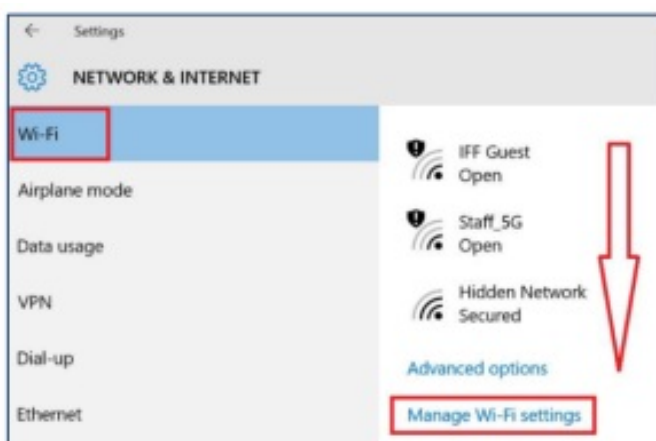 Settings
NETWORK & INTERNET
Wi-Fi
Airplane mode
Data usage
VPN
Dial-up
Ethernet
IFF Guest
Open
Staff_5G
Open
Hidden Network
Secured
Advanced options
Manage Wi-Fi settings